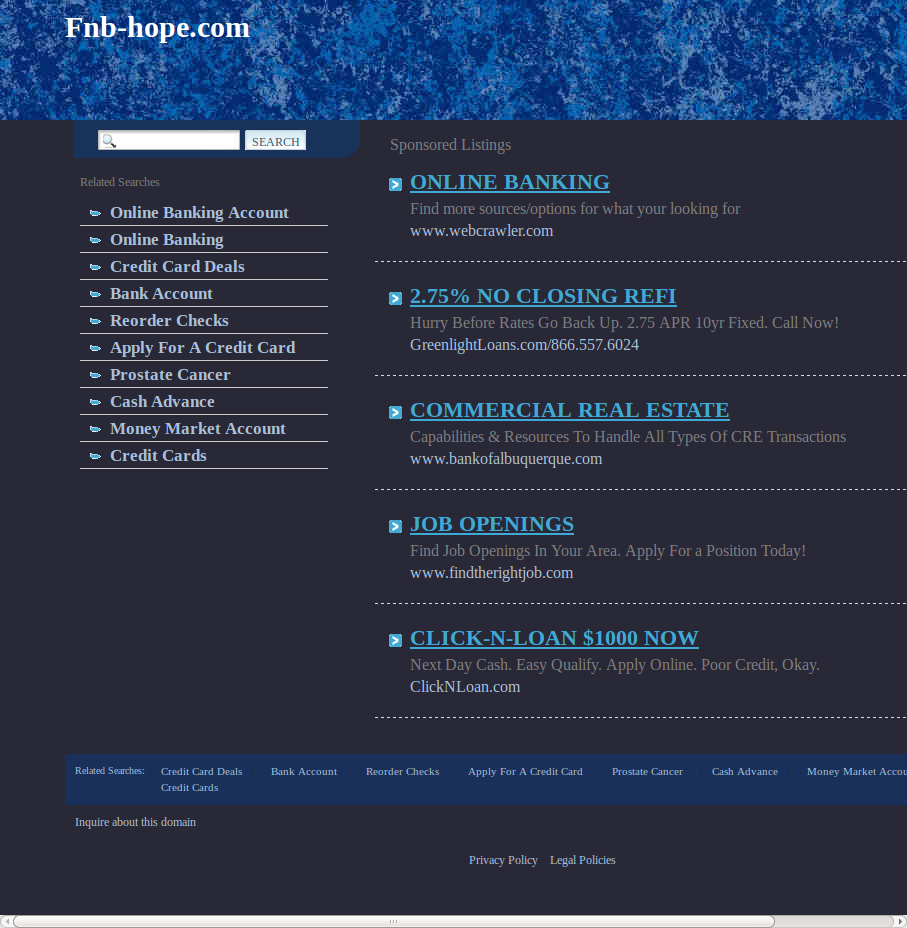 Fnb-hope.com
SEARCH
Related Searches
Online Banking Account
Online Banking
Credit Card Deals
Bank Account
Reorder Checks
Apply For A Credit Card
Prostate Cancer
Cash Advance
Money Market Account
Credit Cards
Sponsored Listings
ONLINE BANKING
Find more sources/options for what your looking for
www.webcrawler.com
2.75% NO CLOSING REFI
Hurry Before Rates Go Back Up. 2.75 APR 10yr Fixed. Call Now!
GreenlightLoans.com/866.557.6024
COMMERCIAL REAL ESTATE
Capabilities & Resources To Handle All Types Of CRE Transactions
www.bankofalbuquerque.com
JOB OPENINGS
Find Job Openings In Your Area. Apply For a Position Today!
www.findtherightjob.com
CLICK-N-LOAN $1000 NOW
Next Day Cash. Easy Qualify. Apply Online. Poor Credit, Okay.
ClickNLoan.com
Related Searches: Credit Card Deals Bank Account Reorder Checks Apply For A Credit Card Prostate Cancer Cash Advance Money Market Accou
Credit Cards
Inquire about this domain
Privacy Policy Legal Policies